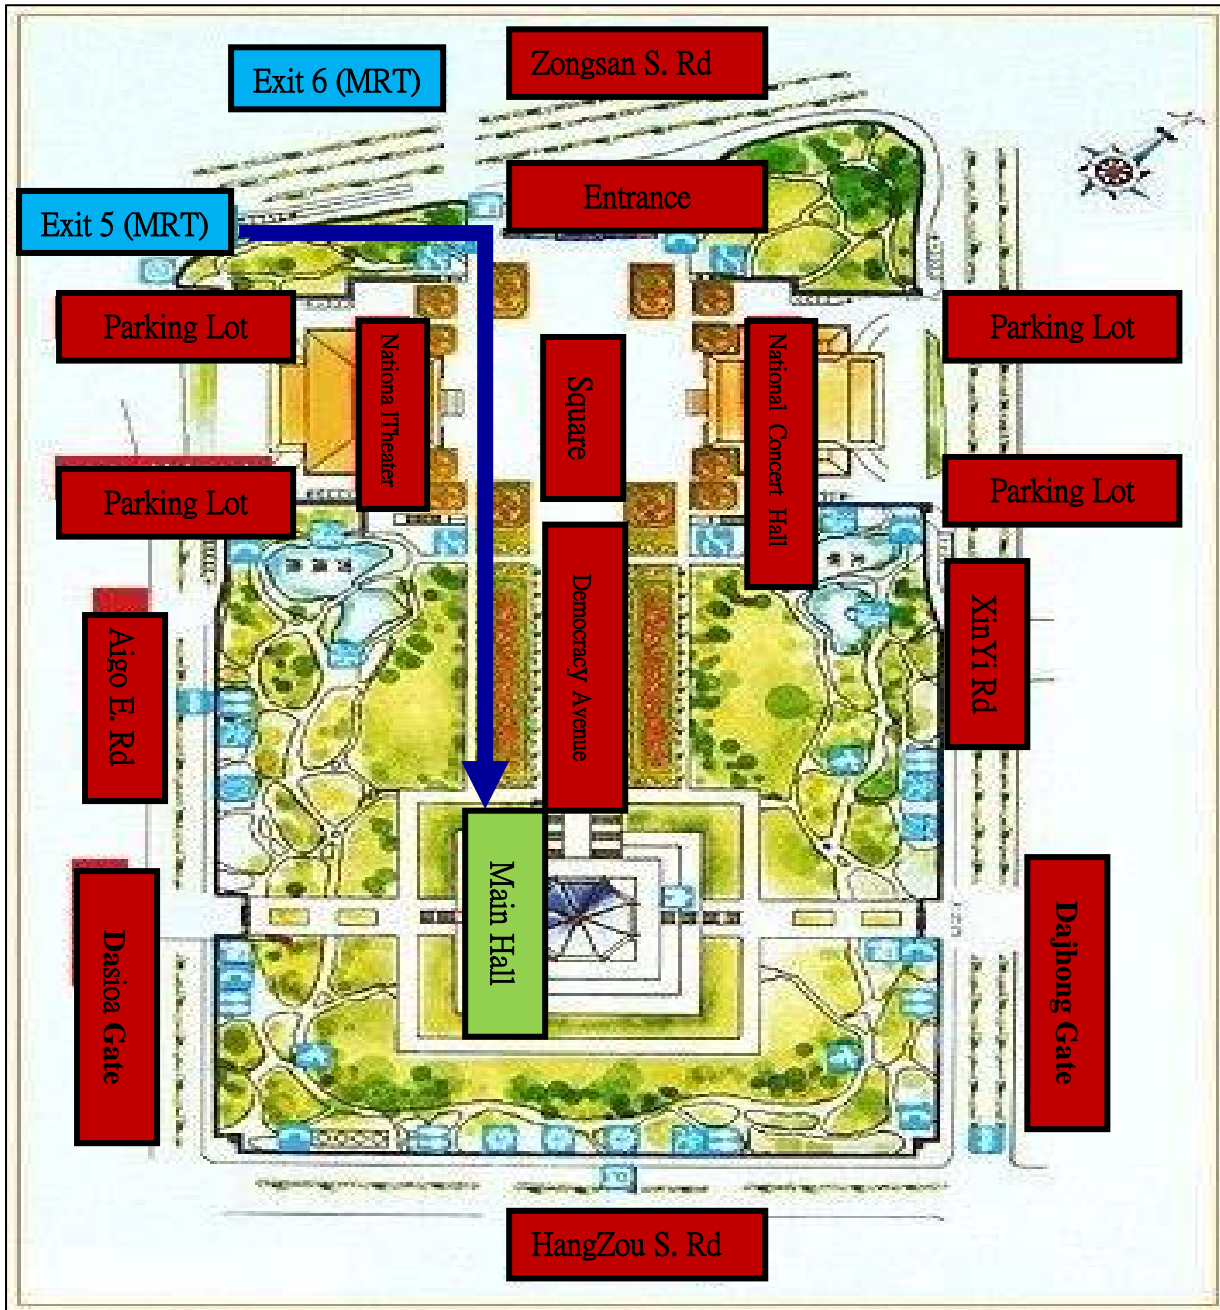 Zongsan S. Rd
Exit 6 (MRT)
Entrance
Exit 5 (MRT)
Parking Lot
Parking Lot
Nationa lTheater
Square
National Concert Hall
Parking Lot
Parking Lot
Democracy Avenue
Aigo E. Rd
XinYi Rd
Main Hall
Dasioa Gate
Dajhong Gate
HangZou S. Rd